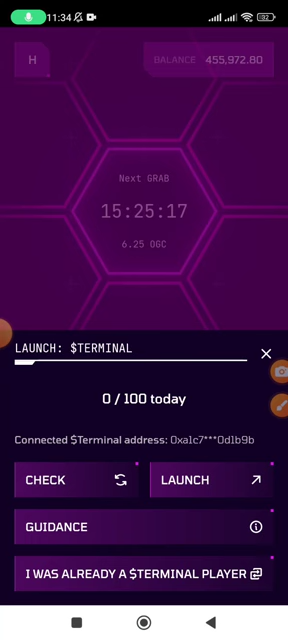 11:34
92
H
BALANCE 455,972.80
Next GRAB
15:25:17
6.25 OGC
LAUNCH: $TERMINAL
0 / 100 today
Connected $Terminal address: 0xa1c7***0d1b9b
CHECK
LAUNCH
GUIDANCE
I WAS ALREADY A $TERMINAL PLAYER